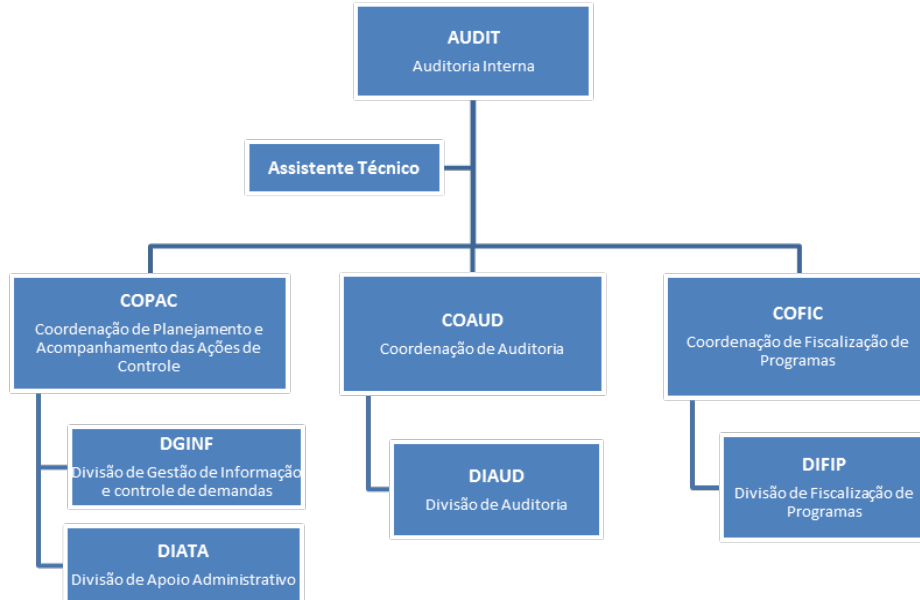 AUDIT
Auditoria Interna
Assistente Técnico
COPAC
Coordenação de Planejamento e
Acompanhamento das Ações de
Controle
COAUD
Coordenação de Auditoria
COFIC
Coordenação de Fiscalização de
Programas
DGINF
Divisão de Gestão de Informação
e controle de demandas
DIATA
Divisão de Apoio Administrativo
DIAUD
Divisão de Auditoria
DIFIP
Divisão de Fiscalização de
Programas